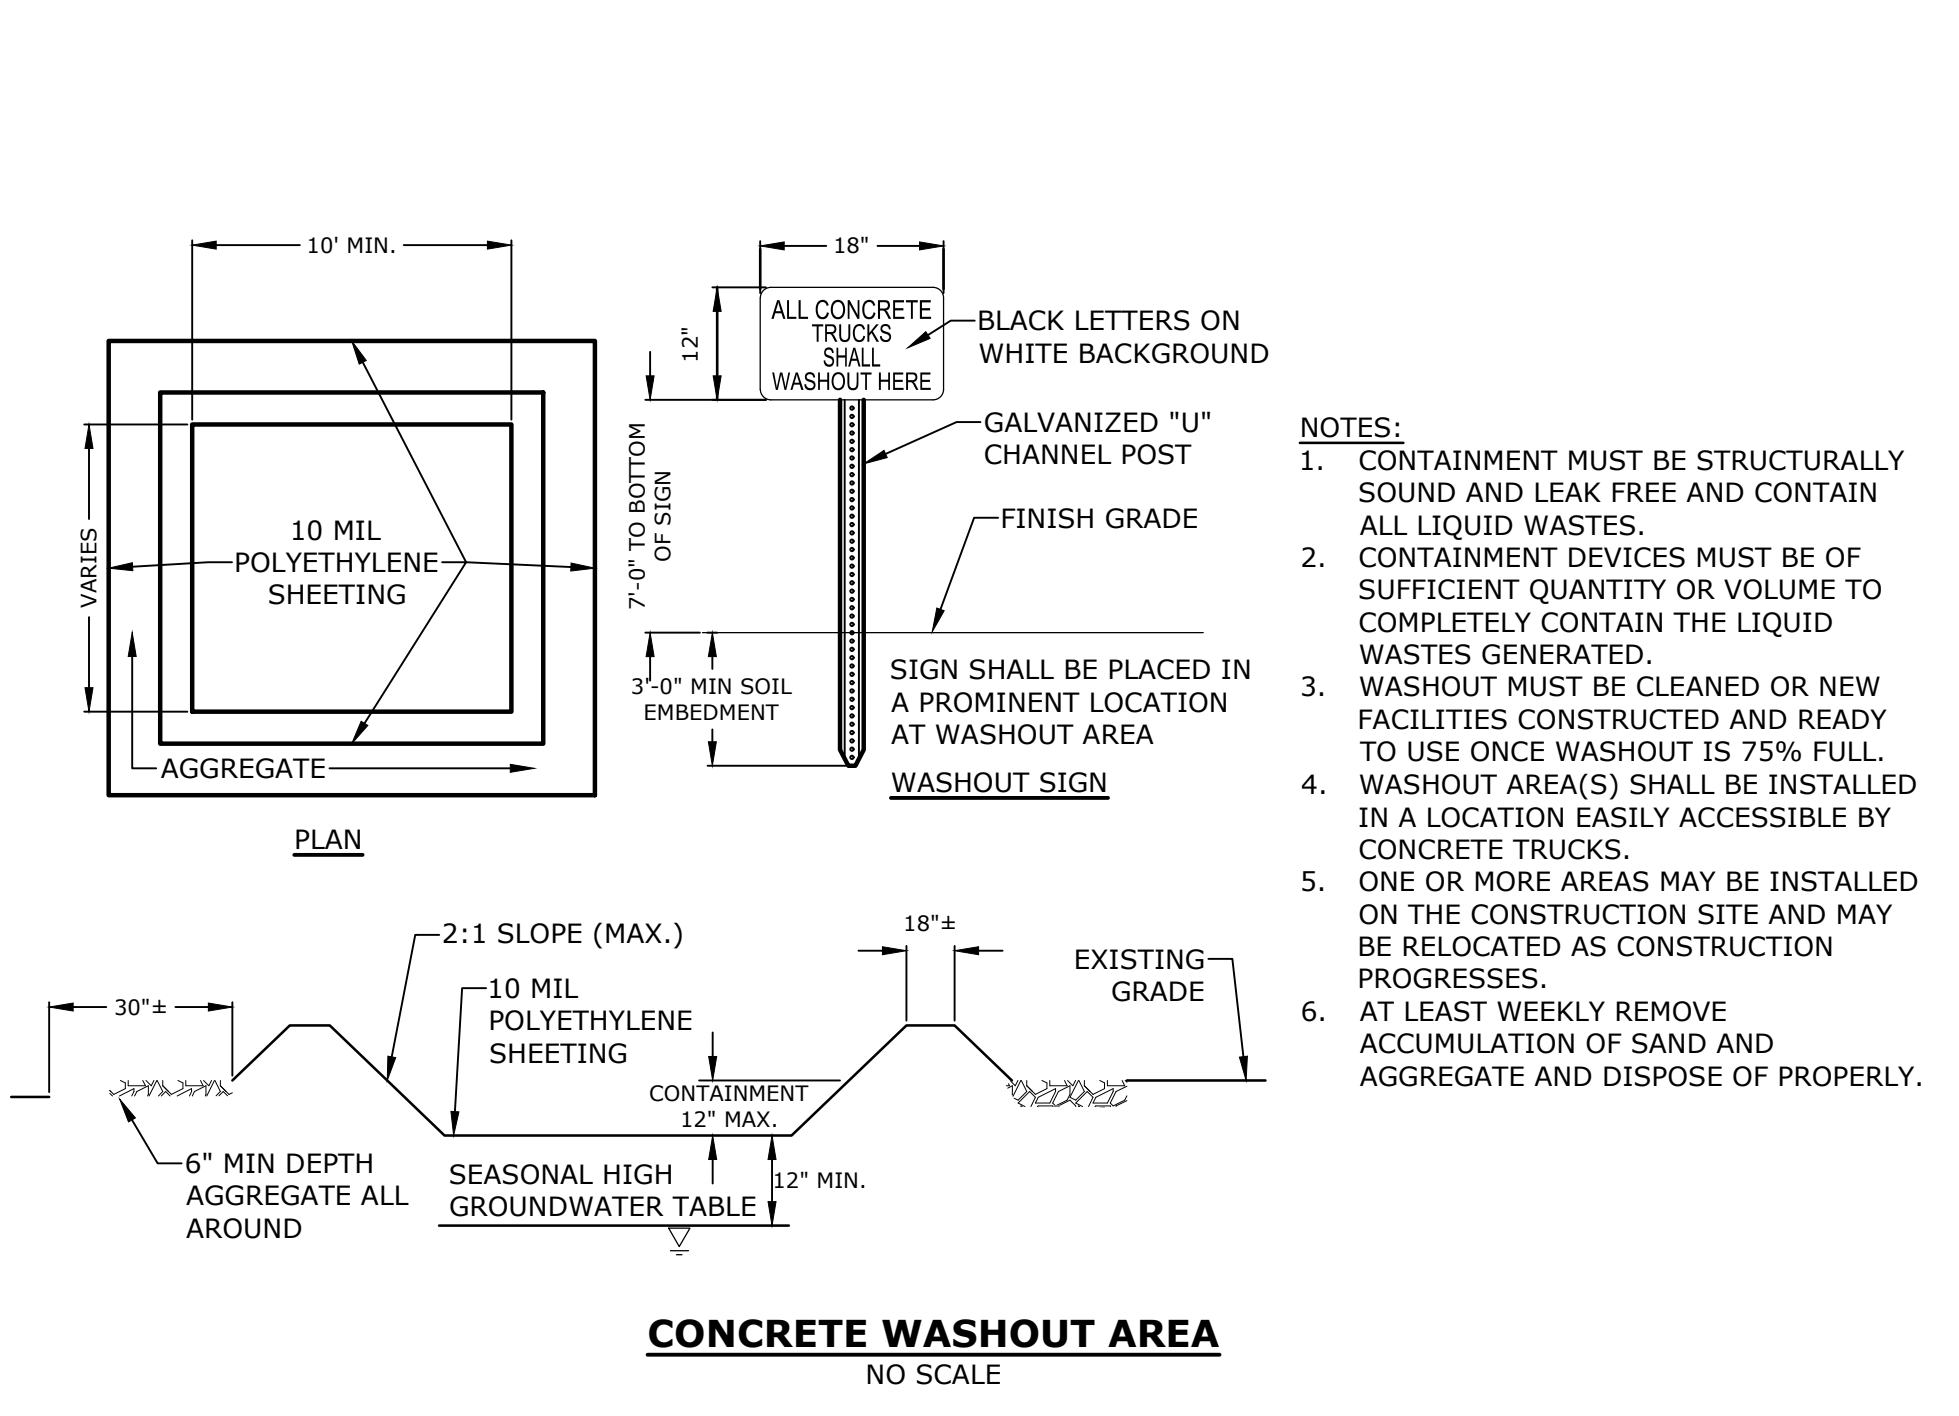 10' MIN.
VARIES
10 MIL
POLYETHYLENE
SHEETING
AGGREGATE
PLAN
18"
12"
ALL CONCRETE
TRUCKS
SHALL
WASHOUT HERE
BLACK LETTERS ON
WHITE BACKGROUND
7'-0" TO BOTTOM
OF SIGN
GALVANIZED "U"
CHANNEL POST
FINISH GRADE
3'-0" MIN SOIL
EMBEDMENT
SIGN SHALL BE PLACED IN
A PROMINENT LOCATION
AT WASHOUT AREA
WASHOUT SIGN
30"±
2:1 SLOPE (MAX.)
10 MIL
POLYETHYLENE
SHEETING
18"±
EXISTING
GRADE
CONTAINMENT
12" MAX.
6" MIN DEPTH
AGGREGATE ALL
AROUND
SEASONAL HIGH
GROUNDWATER TABLE
12" MIN.
NOTES:
1. CONTAINMENT MUST BE STRUCTURALLY
SOUND AND LEAK FREE AND CONTAIN
ALL LIQUID WASTES.
2. CONTAINMENT DEVICES MUST BE OF
SUFFICIENT QUANTITY OR VOLUME TO
COMPLETELY CONTAIN THE LIQUID
WASTES GENERATED.
3. WASHOUT MUST BE CLEANED OR NEW
FACILITIES CONSTRUCTED AND READY
TO USE ONCE WASHOUT IS 75% FULL.
4. WASHOUT AREA(S) SHALL BE INSTALLED
IN A LOCATION EASILY ACCESSIBLE BY
CONCRETE TRUCKS.
5. ONE OR MORE AREAS MAY BE INSTALLED
ON THE CONSTRUCTION SITE AND MAY
BE RELOCATED AS CONSTRUCTION
PROGRESSES.
6. AT LEAST WEEKLY REMOVE
ACCUMULATION OF SAND AND
AGGREGATE AND DISPOSE OF PROPERLY.
CONCRETE WASHOUT AREA
NO SCALE